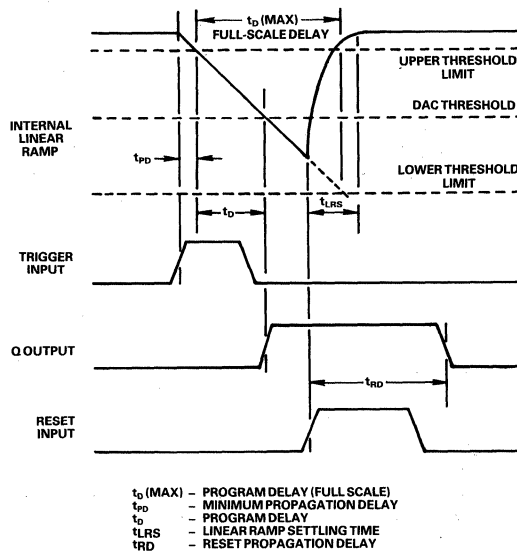 tD (MAX)
FULL-SCALE DELAY
UPPER THRESHOLD
LIMIT
DAC THRESHOLD
INTERNAL
LINEAR
RAMP
tPD
LOWER THRESHOLD
LIMIT
tD
tLRS
TRIGGER
INPUT
Q OUTPUT
tRD
RESET
INPUT
tD (MAX) – PROGRAM DELAY (FULL SCALE)
tPD – MINIMUM PROPAGATION DELAY
tD – PROGRAM DELAY
tLRS – LINEAR RAMP SETTLING TIME
tRD – RESET PROPAGATION DELAY